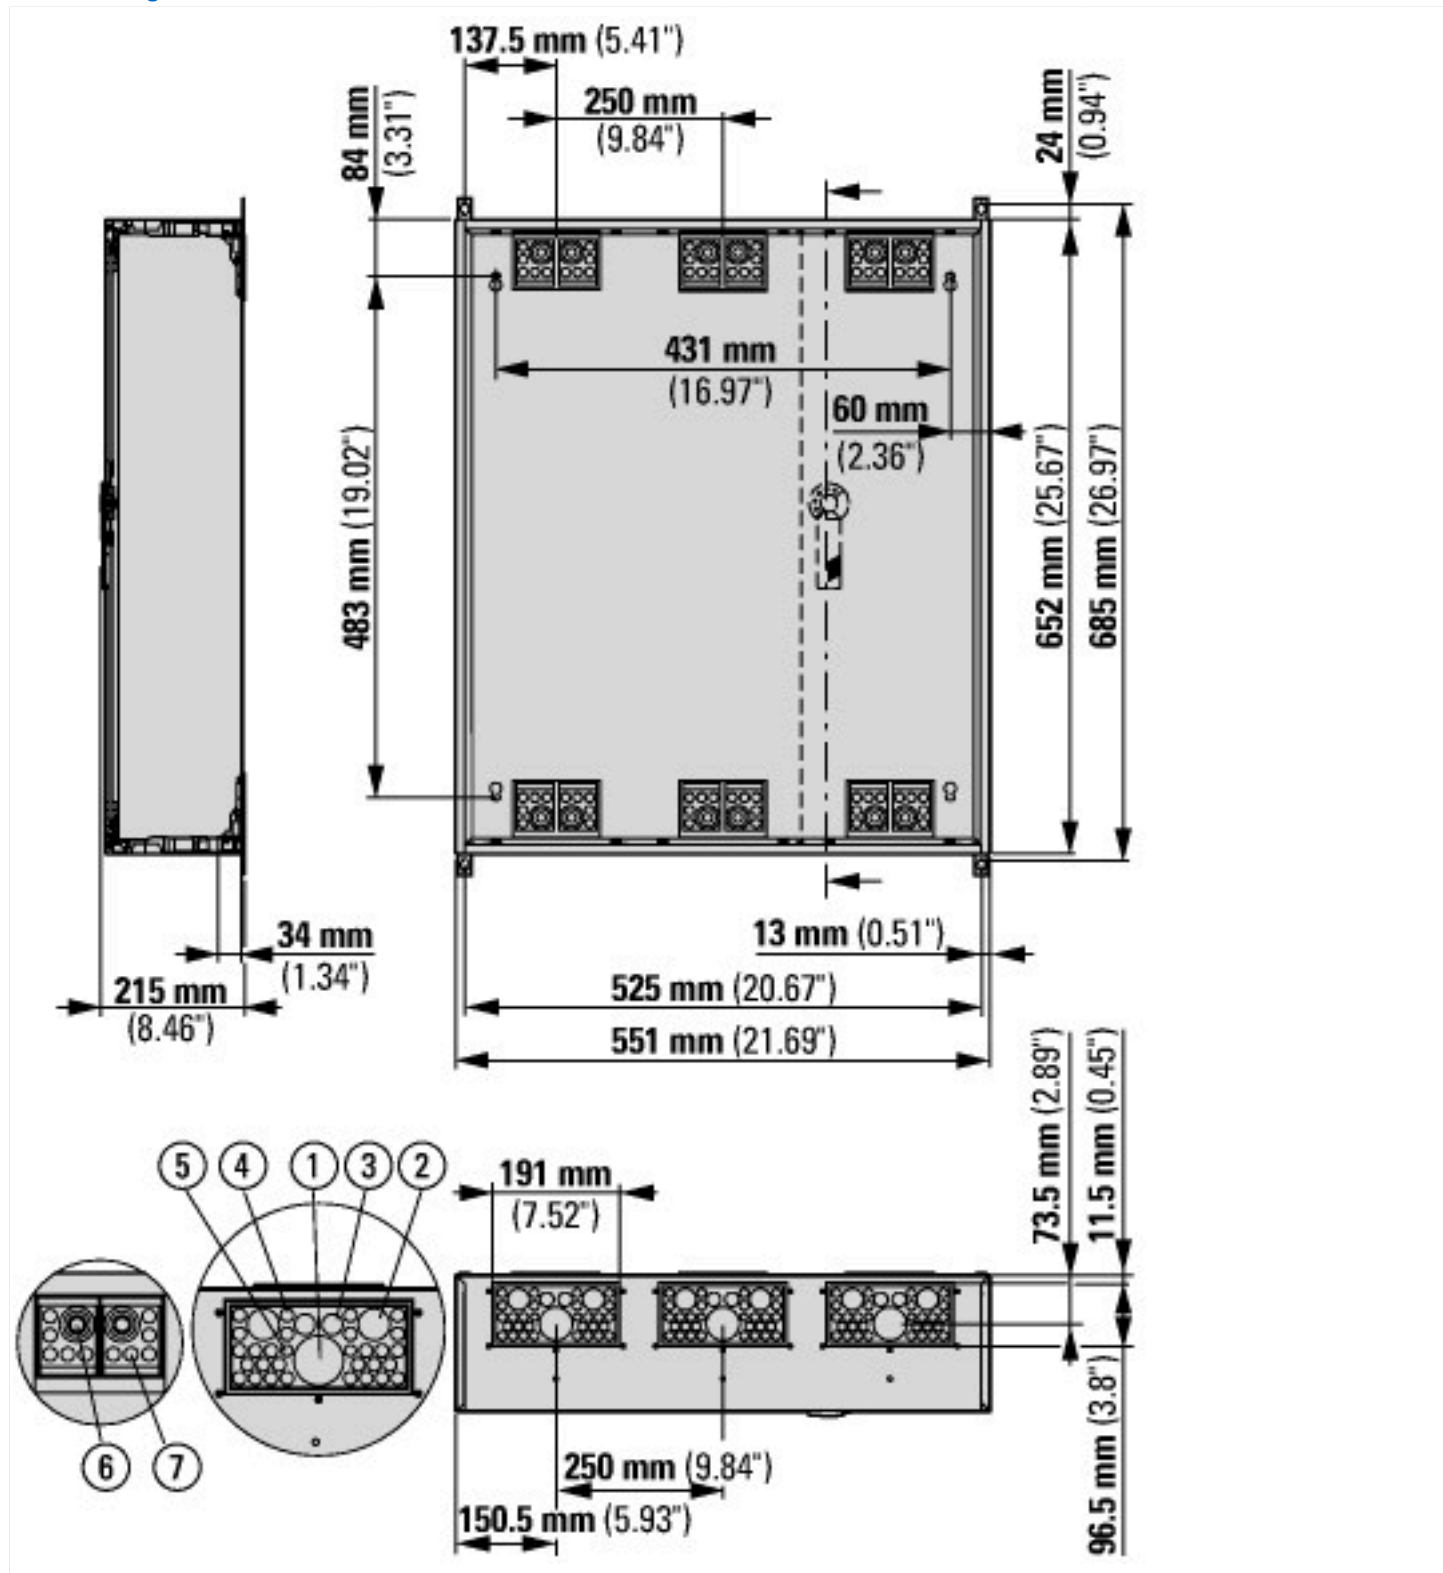 137.5 mm (5.41")
250 mm
(9.84")
84 mm
(3.31")
24 mm
(0.94")
431 mm
(16.97")
60 mm
(2.36")
483 mm (19.02")
652 mm (25.67")
685 mm (26.97")
34 mm
(1.34")
13 mm (0.51")
215 mm
(8.46")
525 mm (20.67")
551 mm (21.69")
73.5 mm (2.89")
11.5 mm (0.45")
5 4 1 3 2
191 mm
(7.52")
6 7
250 mm (9.84")
150.5 mm (5.93")
96.5 mm (3.8")